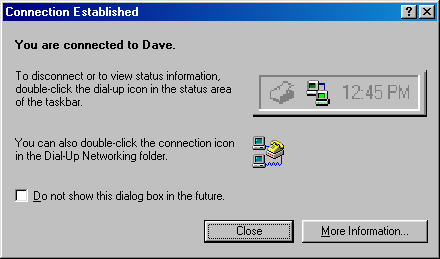 Connection Established
You are connected to Dave.
To disconnect or to view status information,
double-click the dial-up icon in the status area
of the taskbar.
12:45 PM
You can also double-click the connection icon
in the Dial-Up Networking folder.
Do not show this dialog box in the future.
Close
More Information...